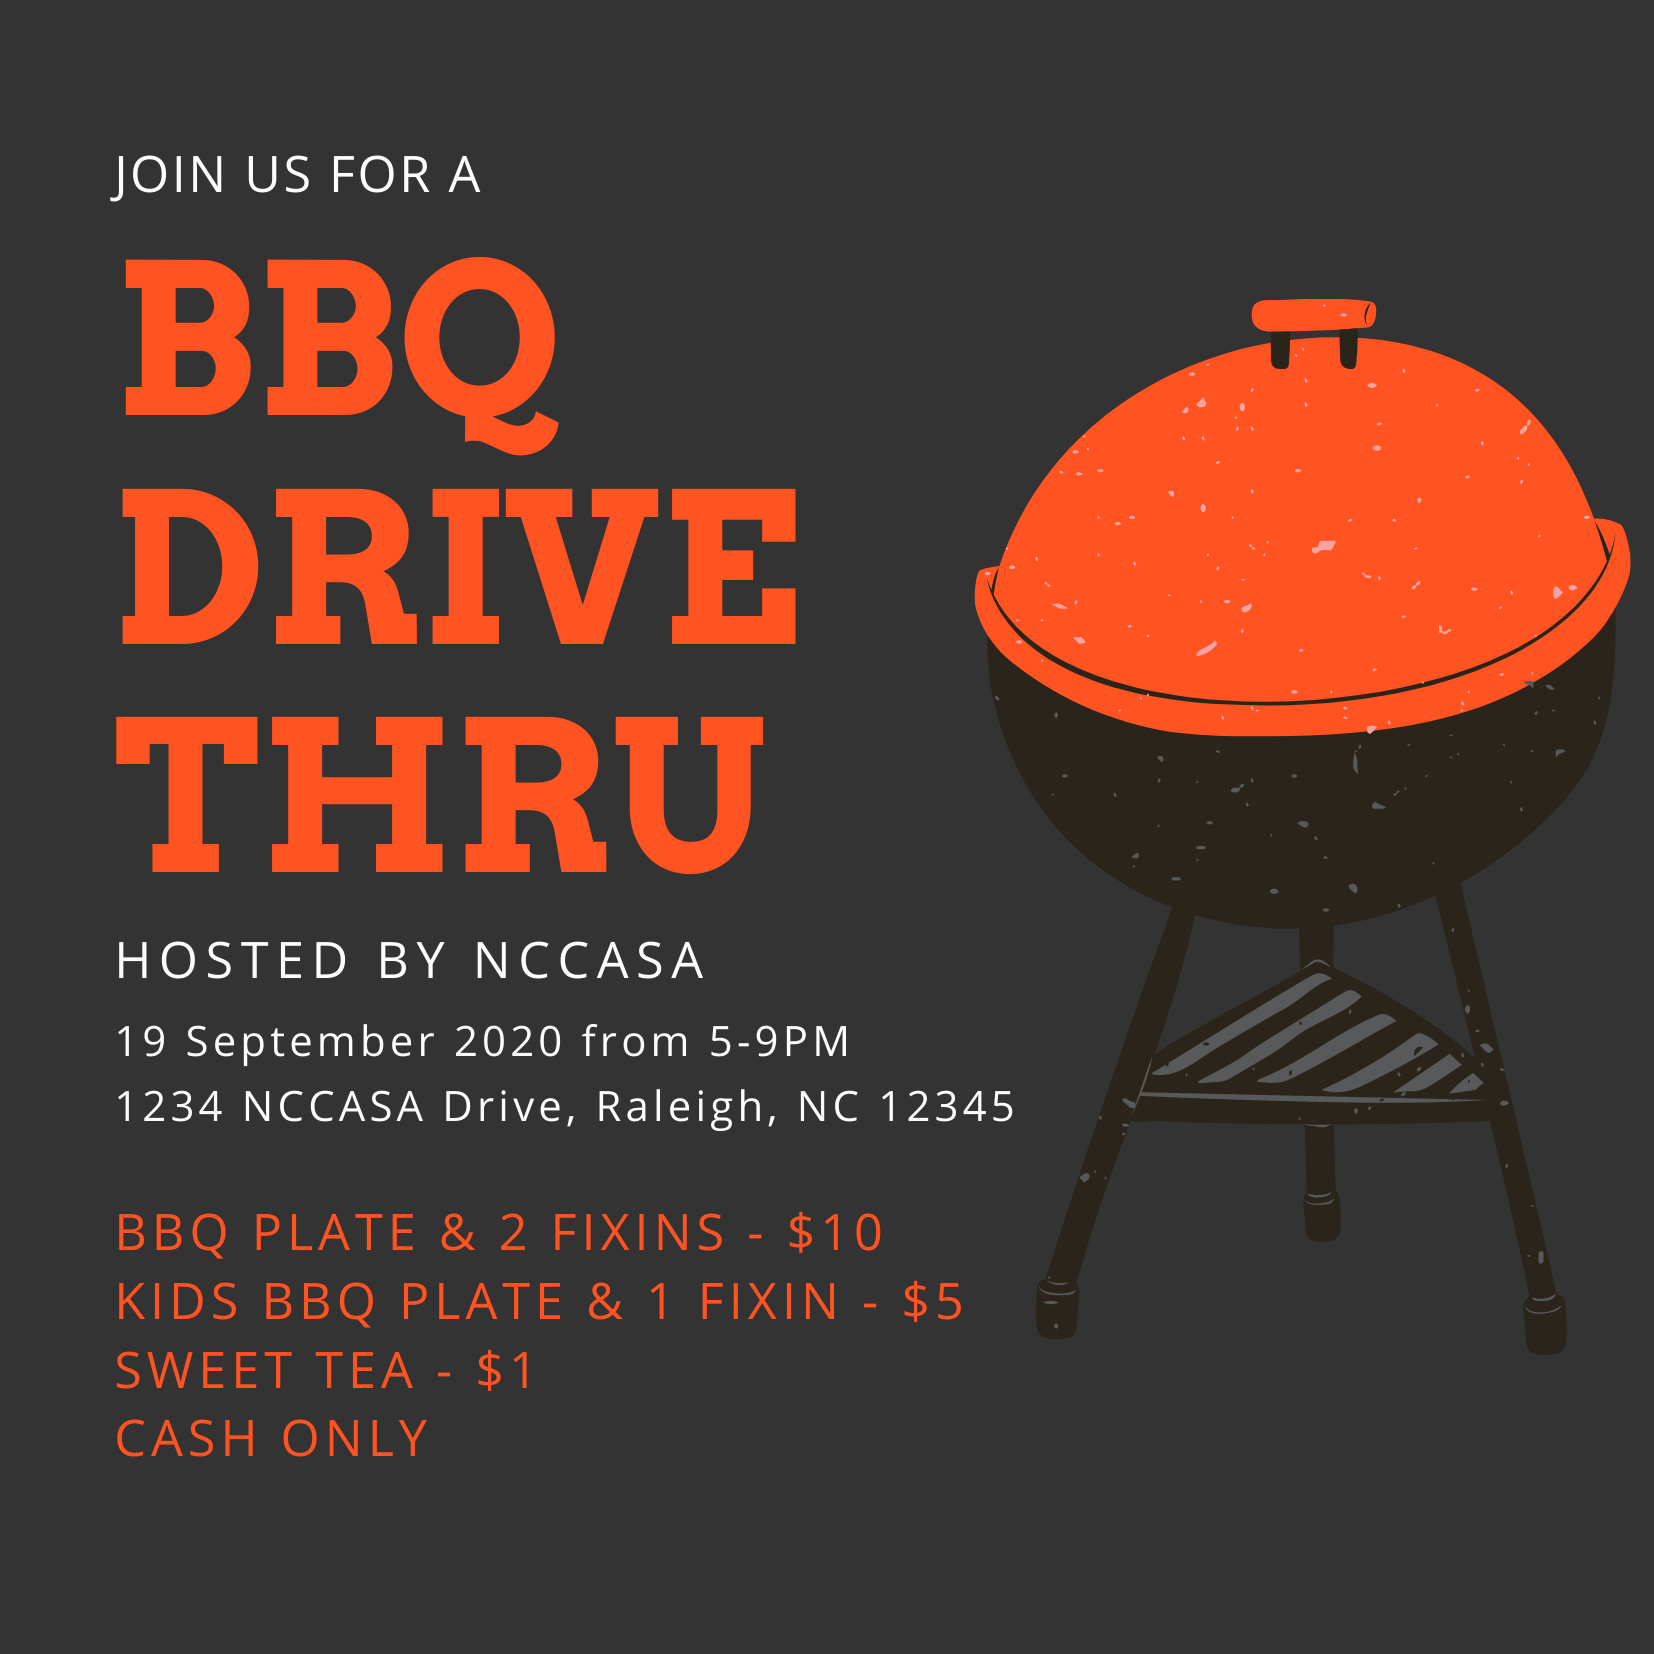 JOIN US FOR A
BBQ
DRIVE
THRU
HOSTED BY NCCASA
19 September 2020 from 5-9PM
1234 NCCASA Drive, Raleigh, NC 12345
BBQ PLATE & 2 FIXINS - $10
KIDS BBQ PLATE & 1 FIXIN - $5
SWEET TEA - $1
CASH ONLY